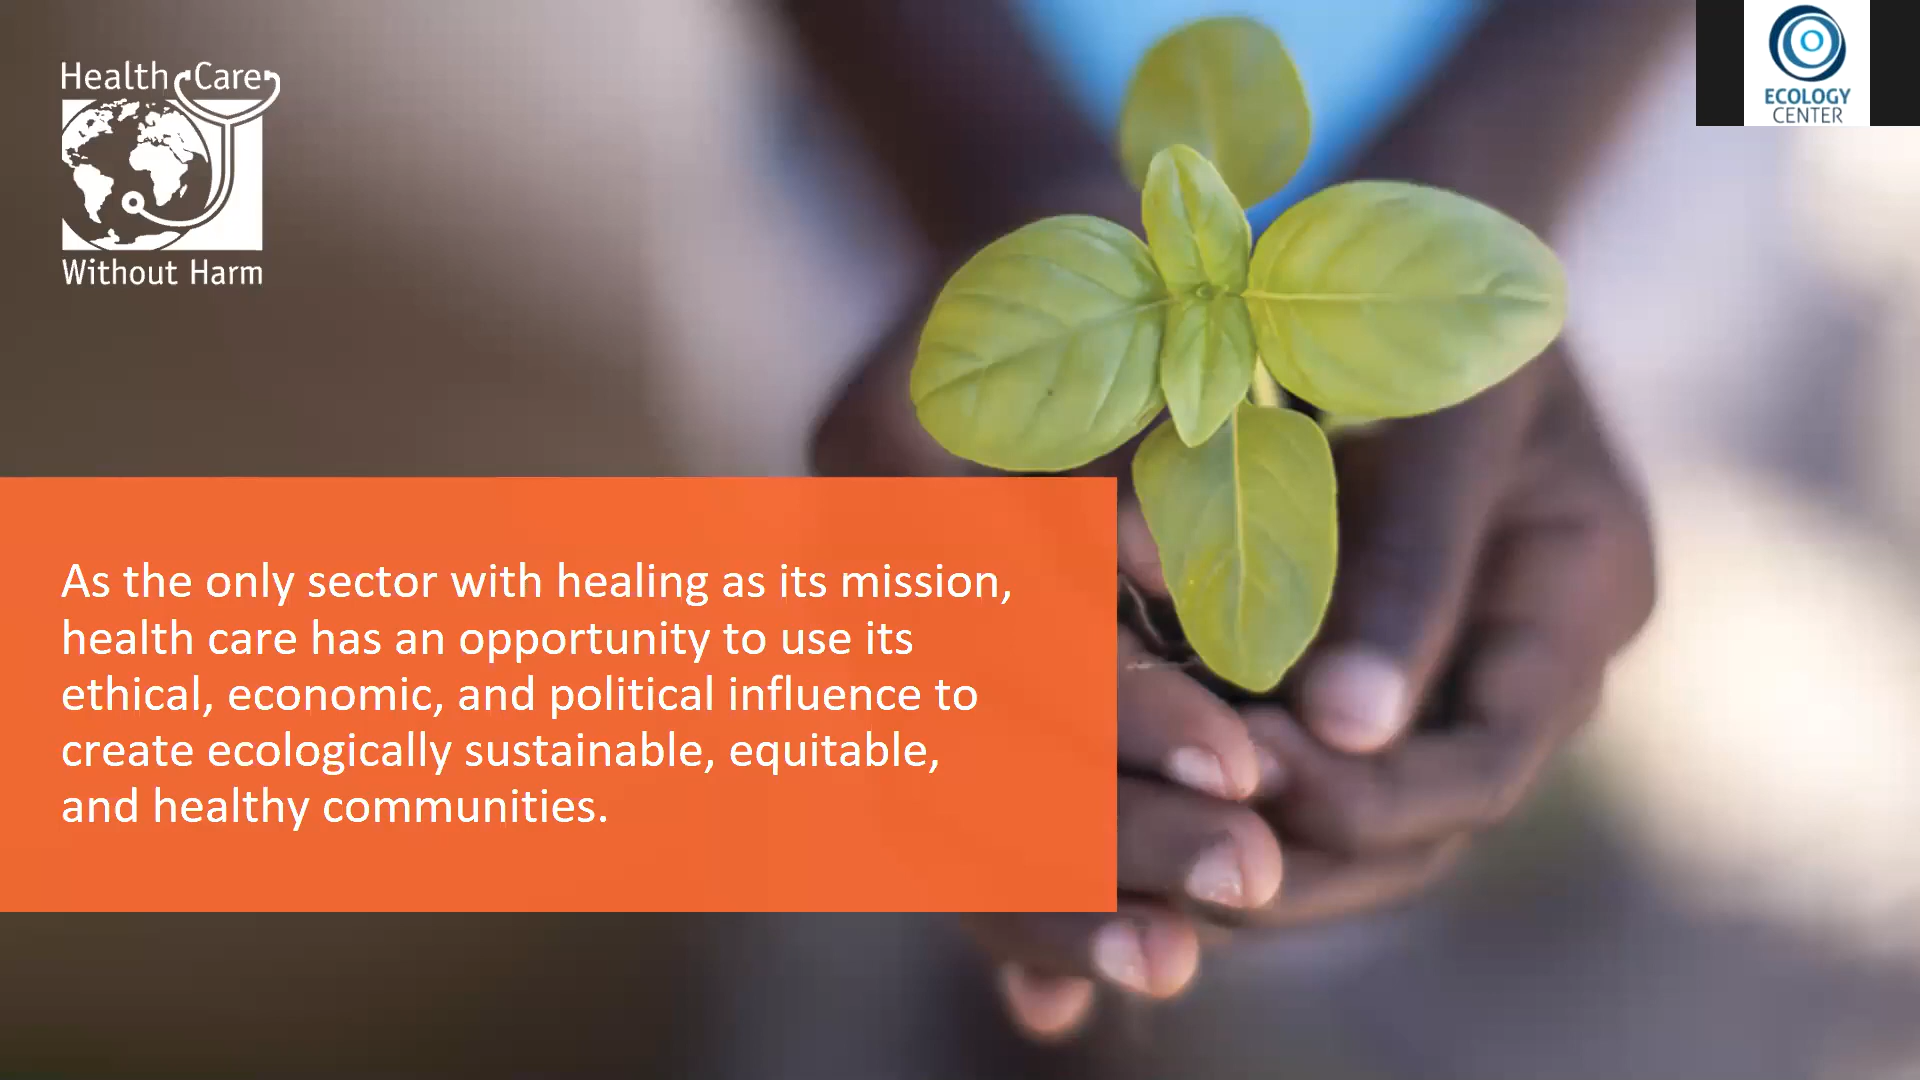 Health Care
Without Harm
ECOLOGY
CENTER
As the only sector with healing as its mission,
health care has an opportunity to use its
ethical, economic, and political influence to
create ecologically sustainable, equitable,
and healthy communities.